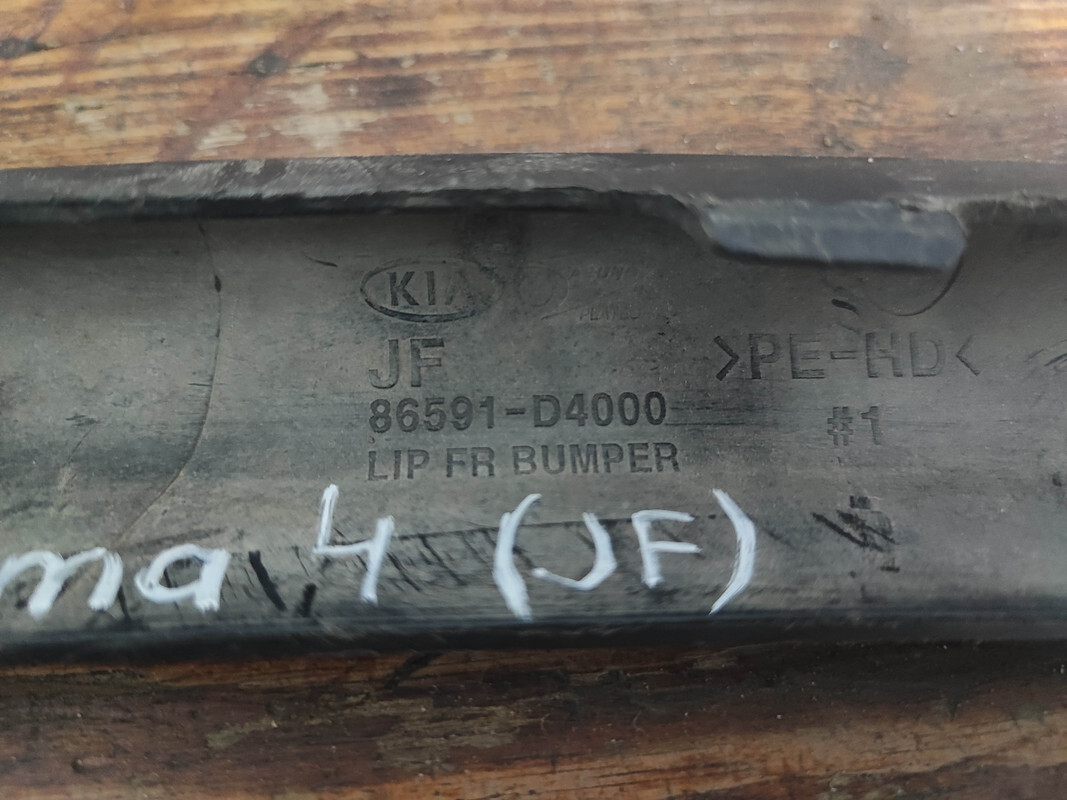 KIA
JF
86591-D4000
LIP FR BUMPER
>PE-HD<
#1
ma 4 (JF)